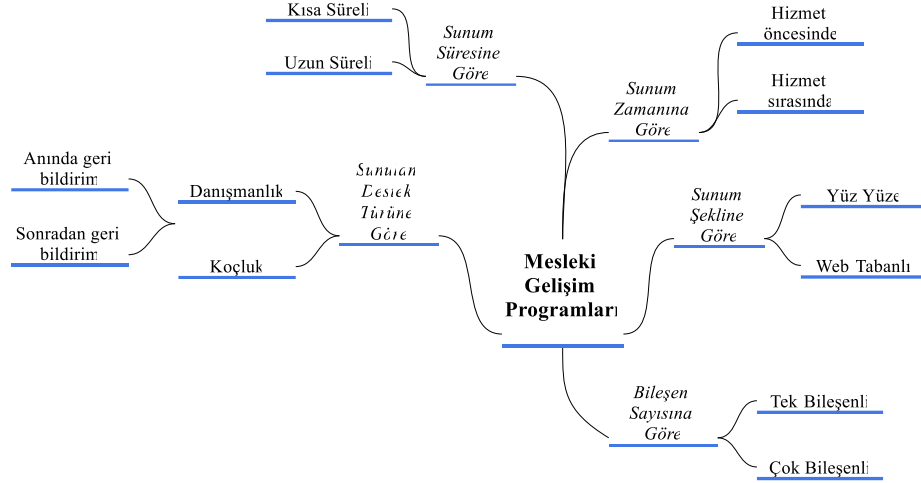 Kısa Süreli
Uzun Süreli
Sunum
Süresine
Göre
Hizmet
öncesinde
Hizmet
sırasında
Sunum
Zamanına
Göre
Anında geri
bildirim
Sonradan geri
bildirim
Danışmanlık
Koçluk
Sunulan
Destek
Türüne
Göre
Sunum
Şekline
Göre
Yüz Yüze
Web Tabanlı
Mesleki
Gelişim
Programları
Bileşen
Sayısına
Göre
Tek Bileşenli
Çok Bileşenli